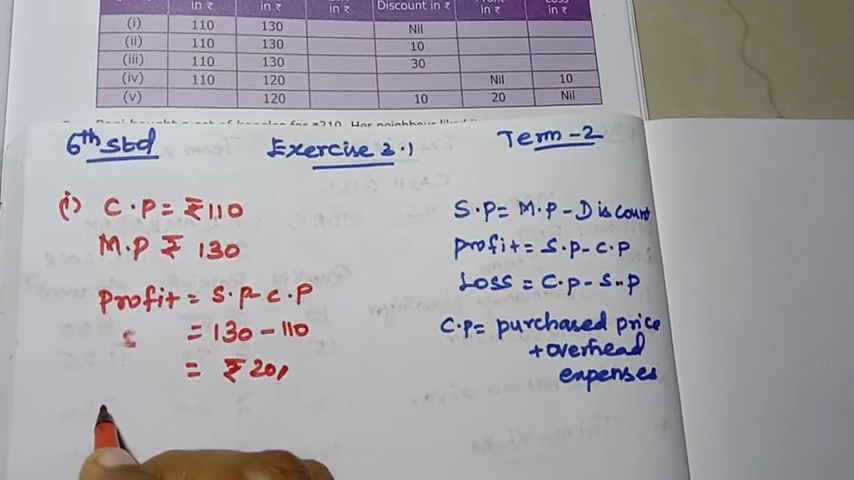 in ₹ in ₹ Discount in ₹ in ₹ in ₹
(i) 110 130 Nil
(ii) 110 130 10
(iii) 110 130 30
(iv) 110 120 Nil 10
(v) 120 10 20 Nil
6th Std Exercise 2.1 Term-2
(i) C.P = ₹110
M.P ₹ 130
Profit = S.P - C.P
S = 130 - 110
= ₹ 20/
S.P = M.P - Discount
profit = S.P - C.P
Loss = C.P - S.P
C.P = purchased price
+ overhead
expenses